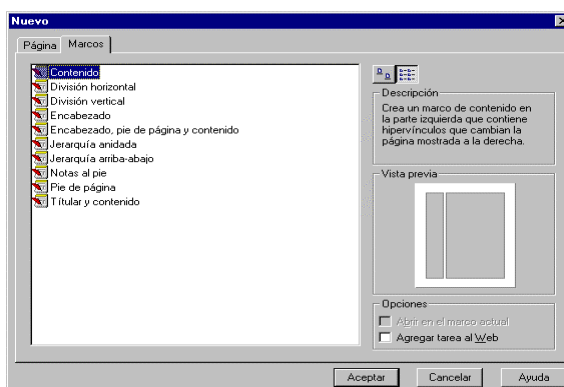 Nuevo
Página
Marcos
Contenido
División horizontal
División vertical
Encabezado
Encabezado, pie de página y contenido
Jerarquía anidada
Jerarquía arriba-abajo
Notas al pie
Pie de página
Títular y contenido
Descripción
Crea un marco de contenido en
la parte izquierda que contiene
hipervínculos que cambian la
página mostrada a la derecha.
Vista previa
Opciones
Abrir en el marco actual
Agregar tarea al Web
Aceptar
Cancelar
Ayuda